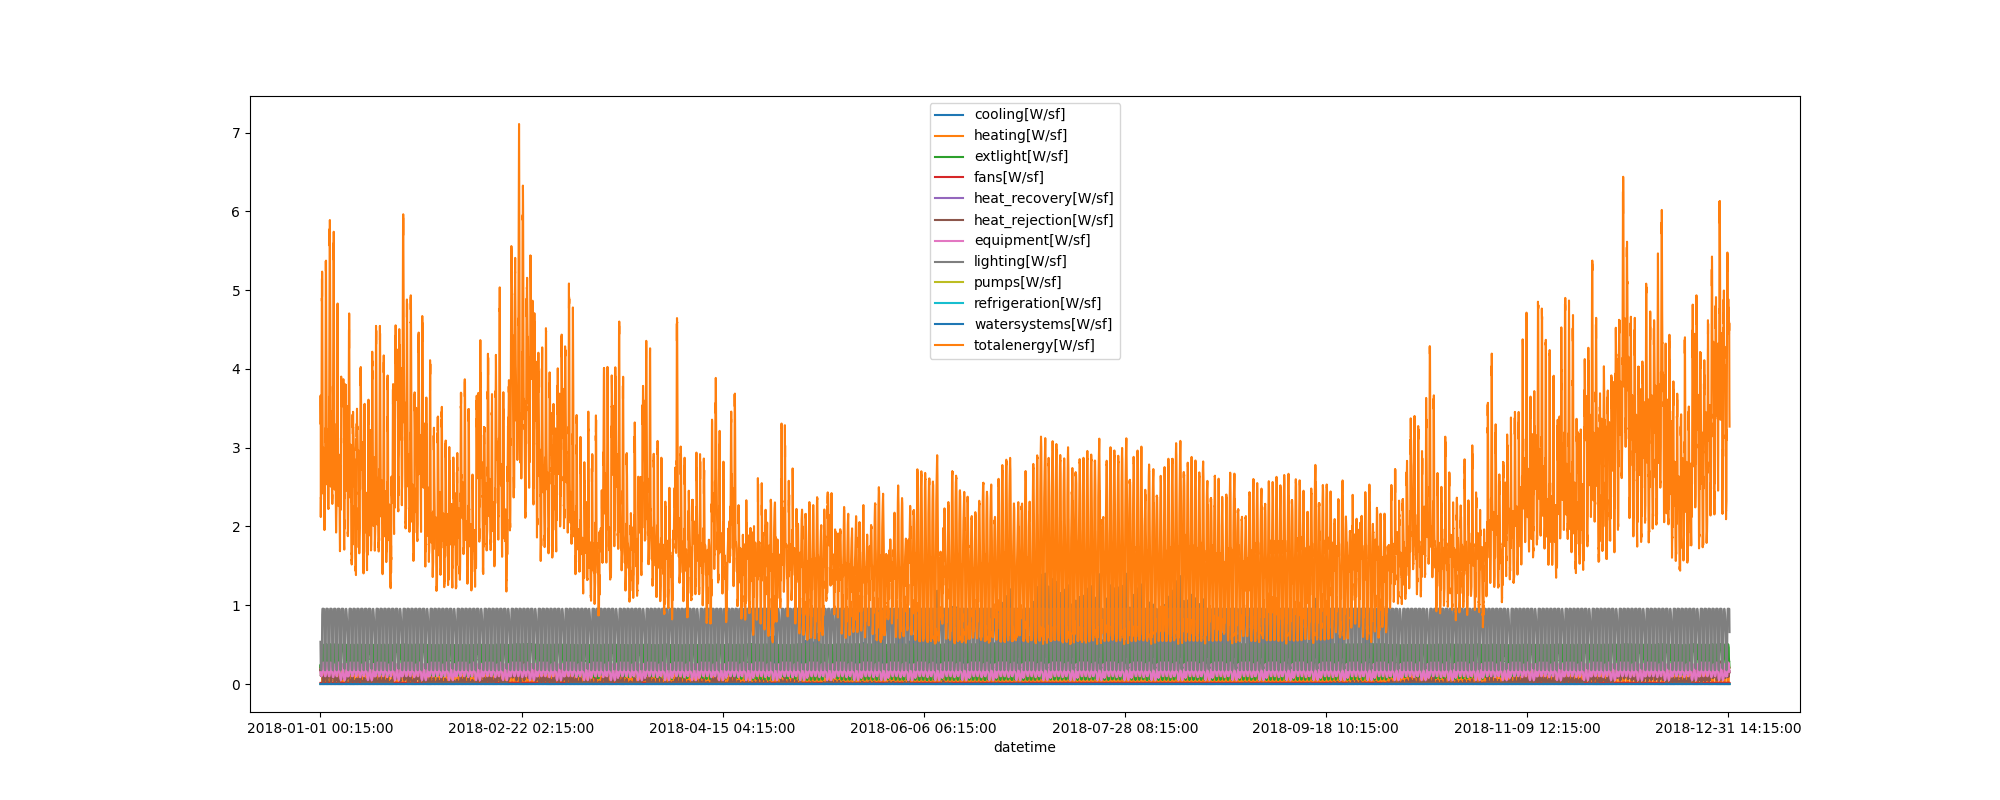 7
6
5
4
3
2
1
0
cooling[W/sf]
heating[W/sf]
extlight[W/sf]
fans[W/sf]
heat_recovery[W/sf]
heat_rejection[W/sf]
equipment[W/sf]
lighting[W/sf]
pumps[W/sf]
refrigeration[W/sf]
watersystems[W/sf]
totalenergy[W/sf]
2018-01-01 00:15:00 2018-02-22 02:15:00 2018-04-15 04:15:00 2018-06-06 06:15:00 2018-07-28 08:15:00 2018-09-18 10:15:00 2018-11-09 12:15:00 2018-12-31 14:15:00
datetime